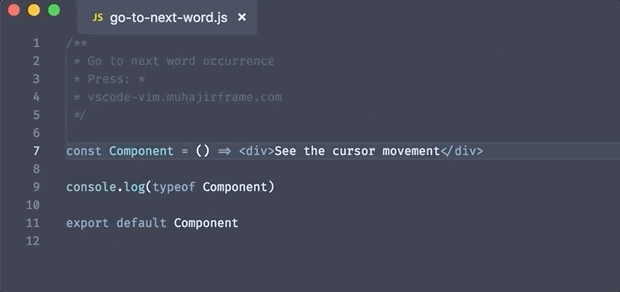 JS go-to-next-word.js ×
1 /**
2 * Go to next word occurrence
3 * Press: *
4 * vscode-vim.muhajirframe.com
5 */
6
7 const Component = () => <div>See the cursor movement</div>
8
9 console.log(typeof Component)
10
11 export default Component
12